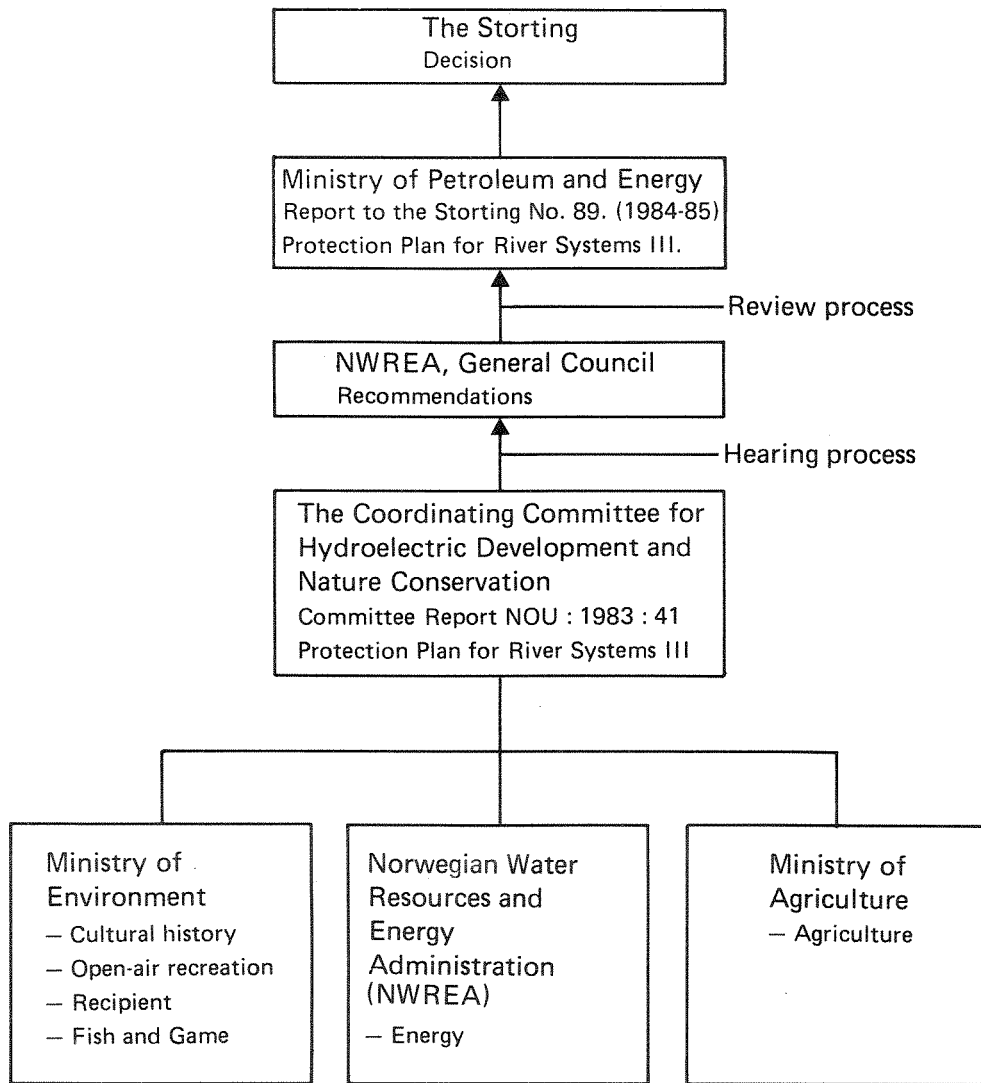 The Storting
Decision
Ministry of Petroleum and Energy
Report to the Storting No. 89. (1984-85)
Protection Plan for River Systems III.
Review process
NWREA, General Council
Recommendations
Hearing process
The Coordinating Committee for
Hydroelectric Development and
Nature Conservation
Committee Report NOU : 1983 : 41
Protection Plan for River Systems III
Ministry of
Environment
– Cultural history
– Open-air recreation
– Recipient
– Fish and Game
Norwegian Water
Resources and
Energy
Administration
(NWREA)
– Energy
Ministry of
Agriculture
– Agriculture